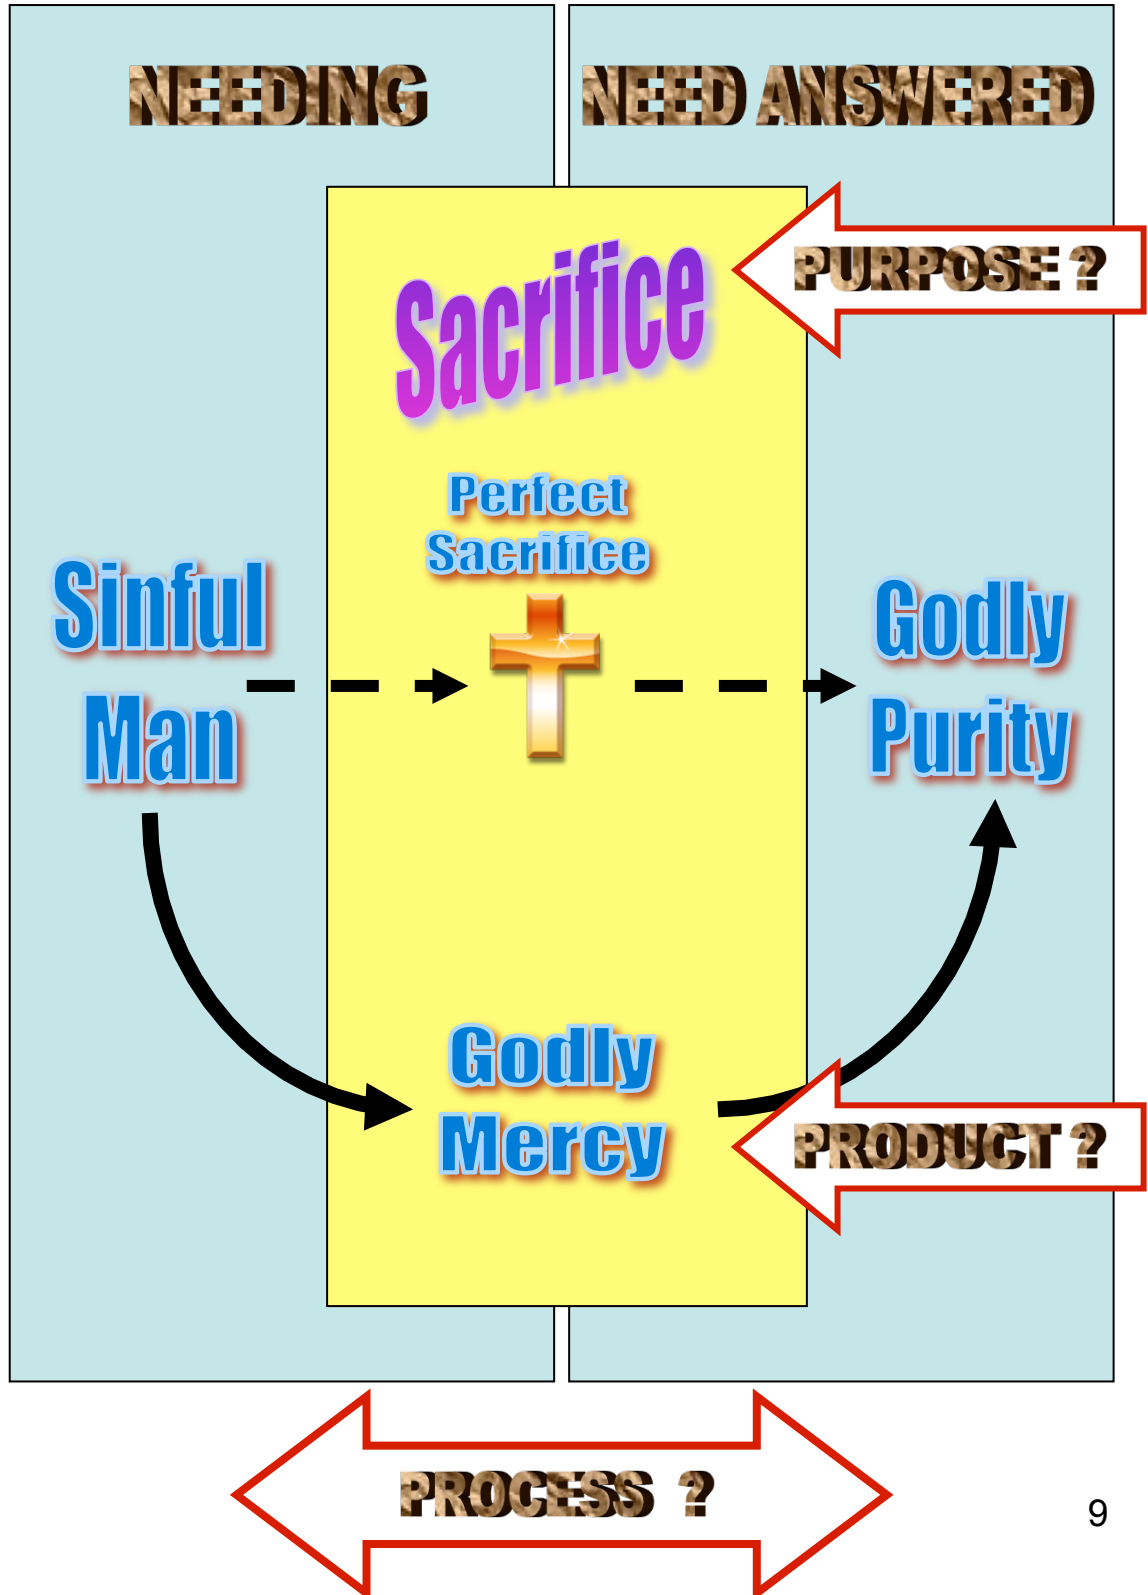 NEEDING
NEED ANSWERED
PURPOSE ?
Sacrifice
Perfect
Sacrifice
Sinful
Man
Godly
Purity
Godly
Mercy
PRODUCT ?
PROCESS ?
9